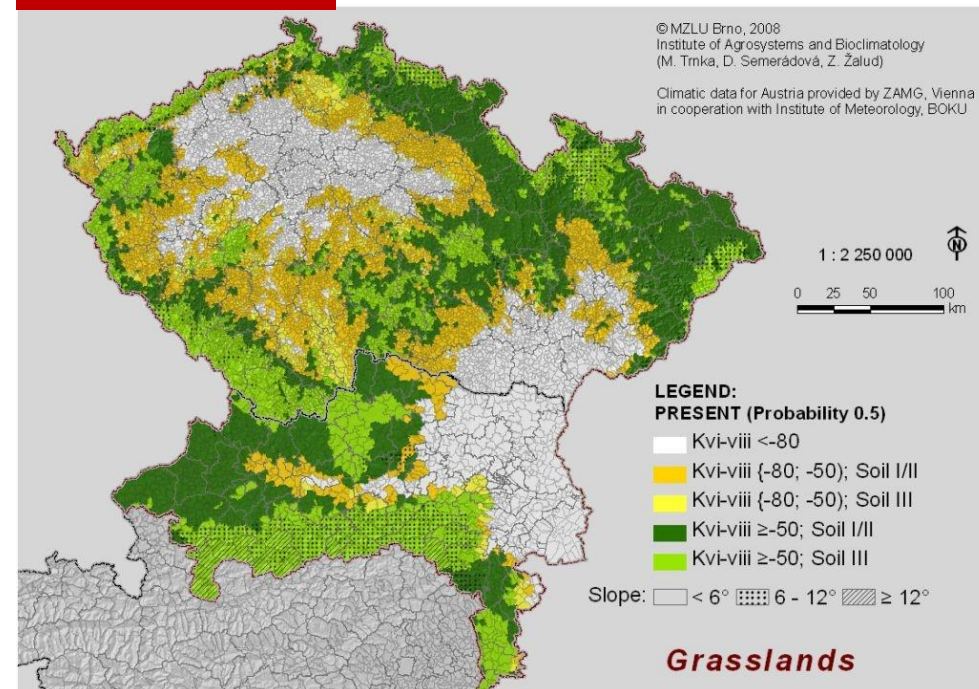 © MZLU Brno, 2008
Institute of Agrosystems and Bioclimatology
(M. Trnka, D. Semerádová, Z. Žalud)
Climatic data for Austria provided by ZAMG, Vienna
in cooperation with Institute of Meteorology, BOKU
1 : 2 250 000
N
0 25 50 100
km
LEGEND:
PRESENT (Probability 0.5)
Kvi-viii <-80
Kvi-viii {-80; -50); Soil I/II
Kvi-viii {-80; -50); Soil III
Kvi-viii ≥-50; Soil I/II
Kvi-viii ≥-50; Soil III
Slope: < 6° 6 - 12° ≥ 12°
Grasslands